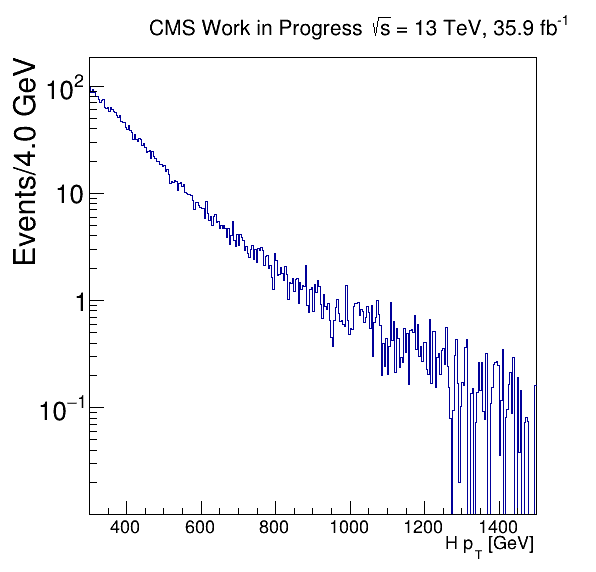 CMS Work in Progress √s = 13 TeV, 35.9 fb⁻¹
Events/4.0 GeV
10²
10
1
10⁻¹
400 600 800 1000 1200 1400
H p_T [GeV]